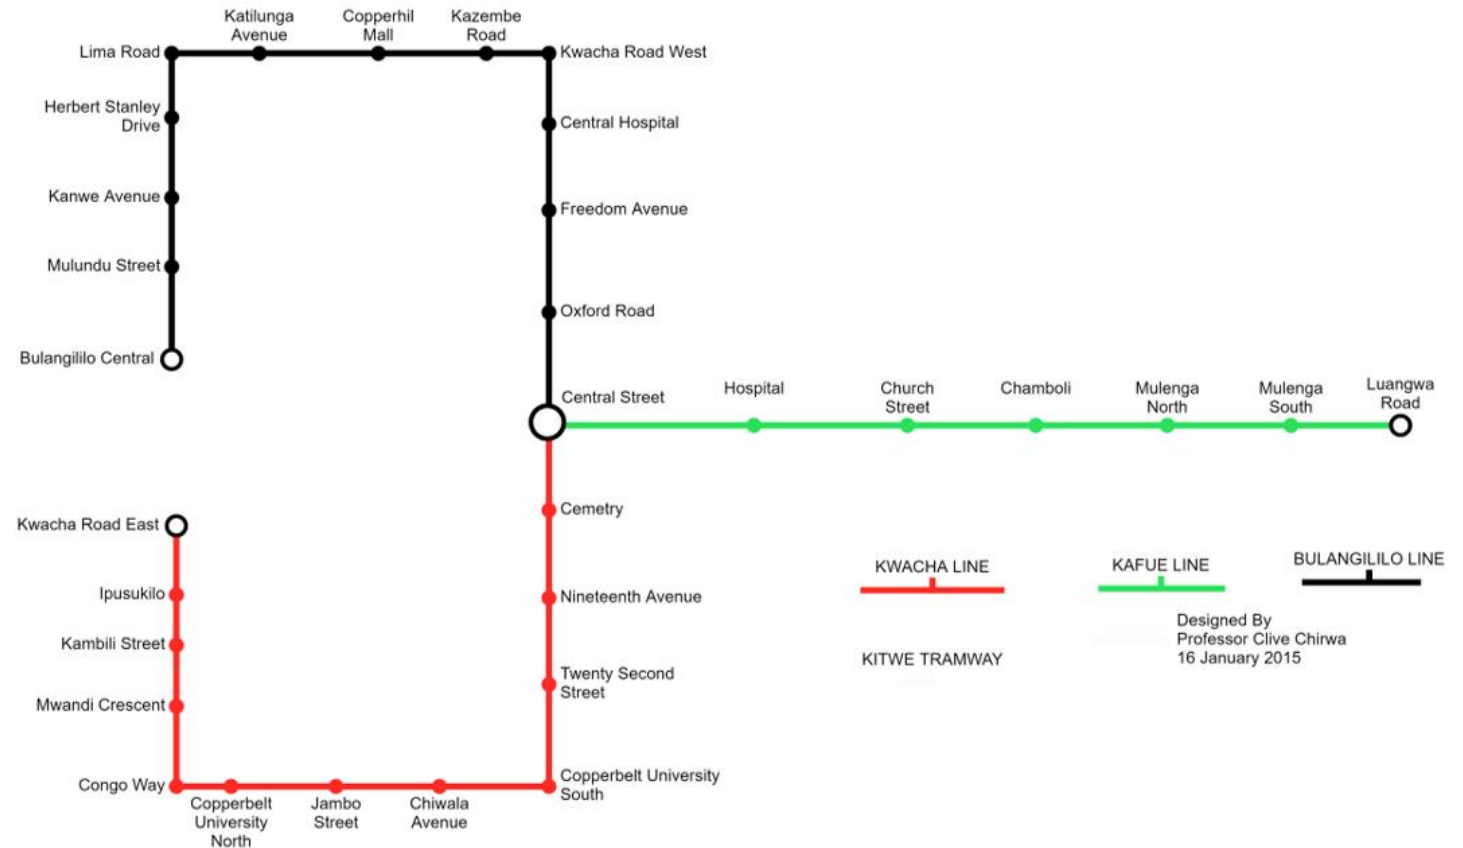 Katilunga
Avenue
Copperhil
Mall
Kazembe
Road
Lima Road
Kwacha Road West
Herbert Stanley
Drive
Central Hospital
Kanwe Avenue
Freedom Avenue
Mulundu Street
Oxford Road
Bulangililo Central
Central Street
Hospital
Church
Street
Chamboli
Mulenga
North
Mulenga
South
Luangwa
Road
Cemetry
Kwacha Road East
Ipusukilo
Nineteenth Avenue
Kambili Street
Twenty Second
Street
Mwandi Crescent
Congo Way
Copperbelt
University
North
Jambo
Street
Chiwala
Avenue
Copperbelt University
South
KWACHA LINE
KAFUE LINE
BULANGILILO LINE
KITWE TRAMWAY
Designed By
Professor Clive Chirwa
16 January 2015